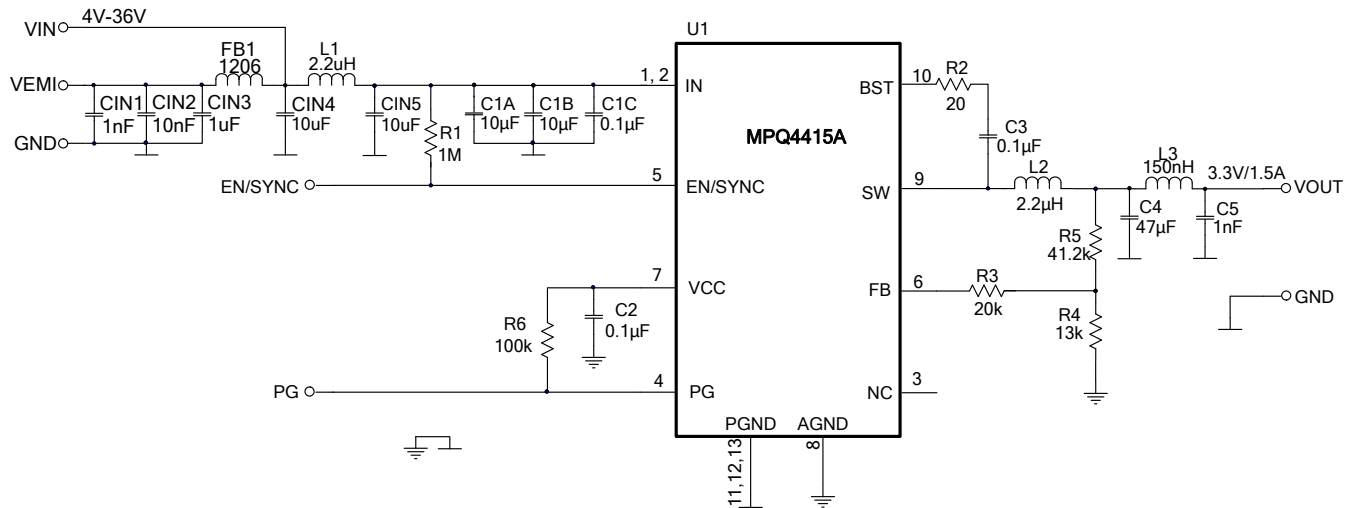 VIN
4V-36V
U1
FB1
1206
L1
2.2uH
VEMI
1, 2
IN
10
BST
R2
20
CIN1
1nF
CIN2
10nF
CIN3
1uF
CIN4
10uF
CIN5
10uF
R1
1M
C1A
10µF
C1B
10µF
C1C
0.1µF
GND
MPQ4415A
C3
0.1µF
EN/SYNC
5
EN/SYNC
SW
9
L2
2.2µH
L3
150nH
3.3V/1.5A
VOUT
C4
47µF
C5
1nF
R5
41.2k
7
VCC
FB
6
R3
20k
GND
R6
100k
C2
0.1µF
R4
13k
PG
4
PG
NC
3
PGND
AGND
11,12,13
8